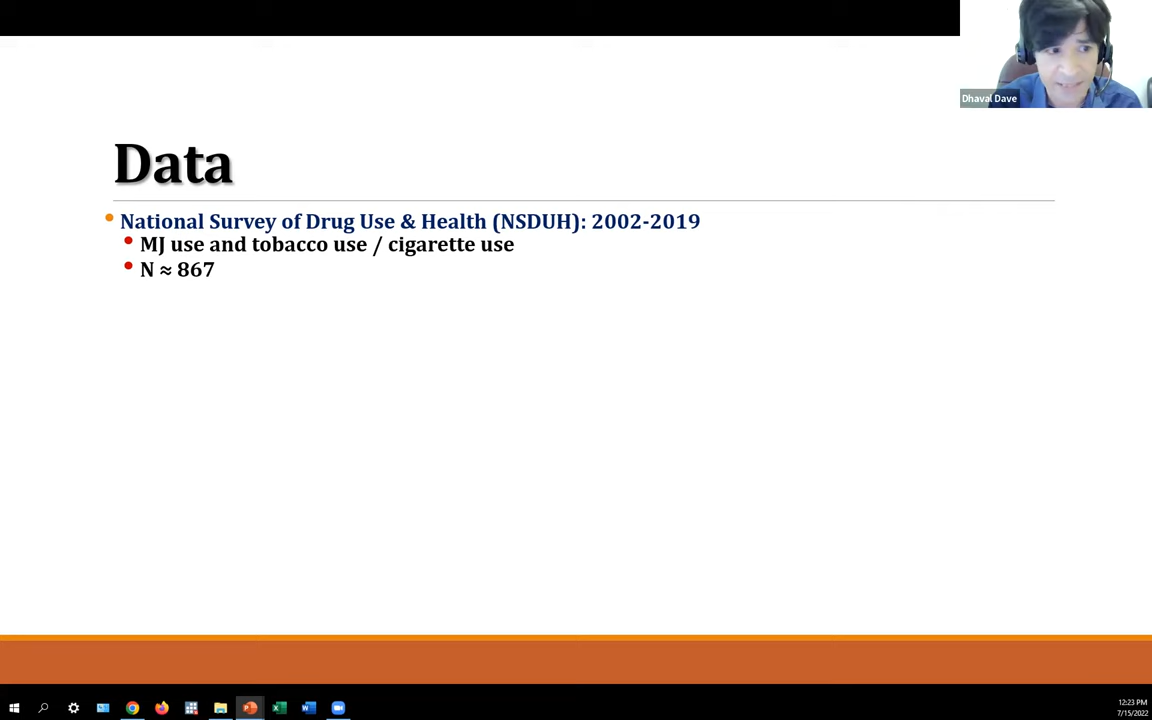 Dhaval Dave
Data
• National Survey of Drug Use & Health (NSDUH): 2002-2019
• MJ use and tobacco use / cigarette use
• N ≈ 867
12:23 PM
7/15/2022